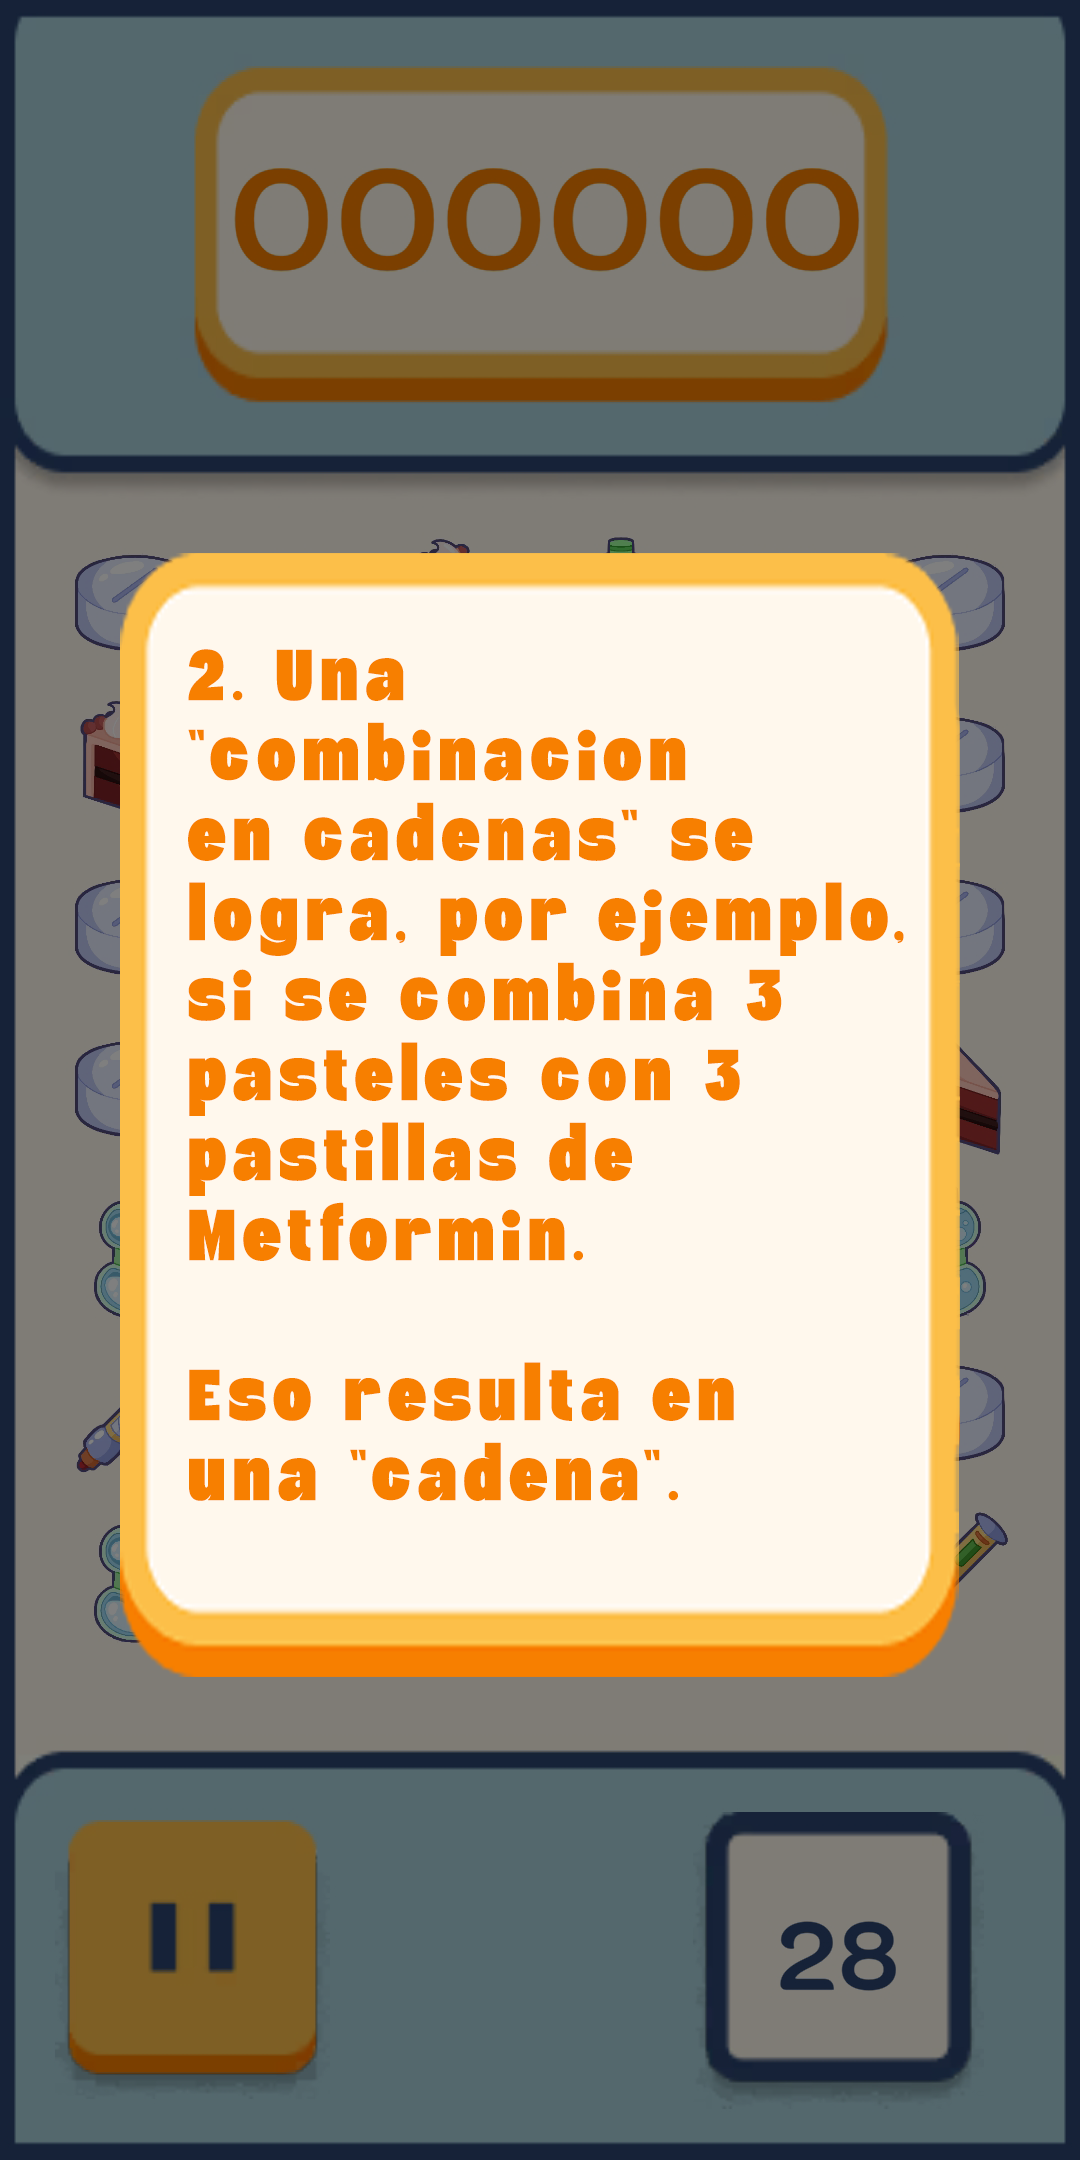 000000
2. Una
"combinacion
en cadenas" se
logra, por ejemplo,
si se combina 3
pasteles con 3
pastillas de
Metformin.
Eso resulta en
una "cadena".
28